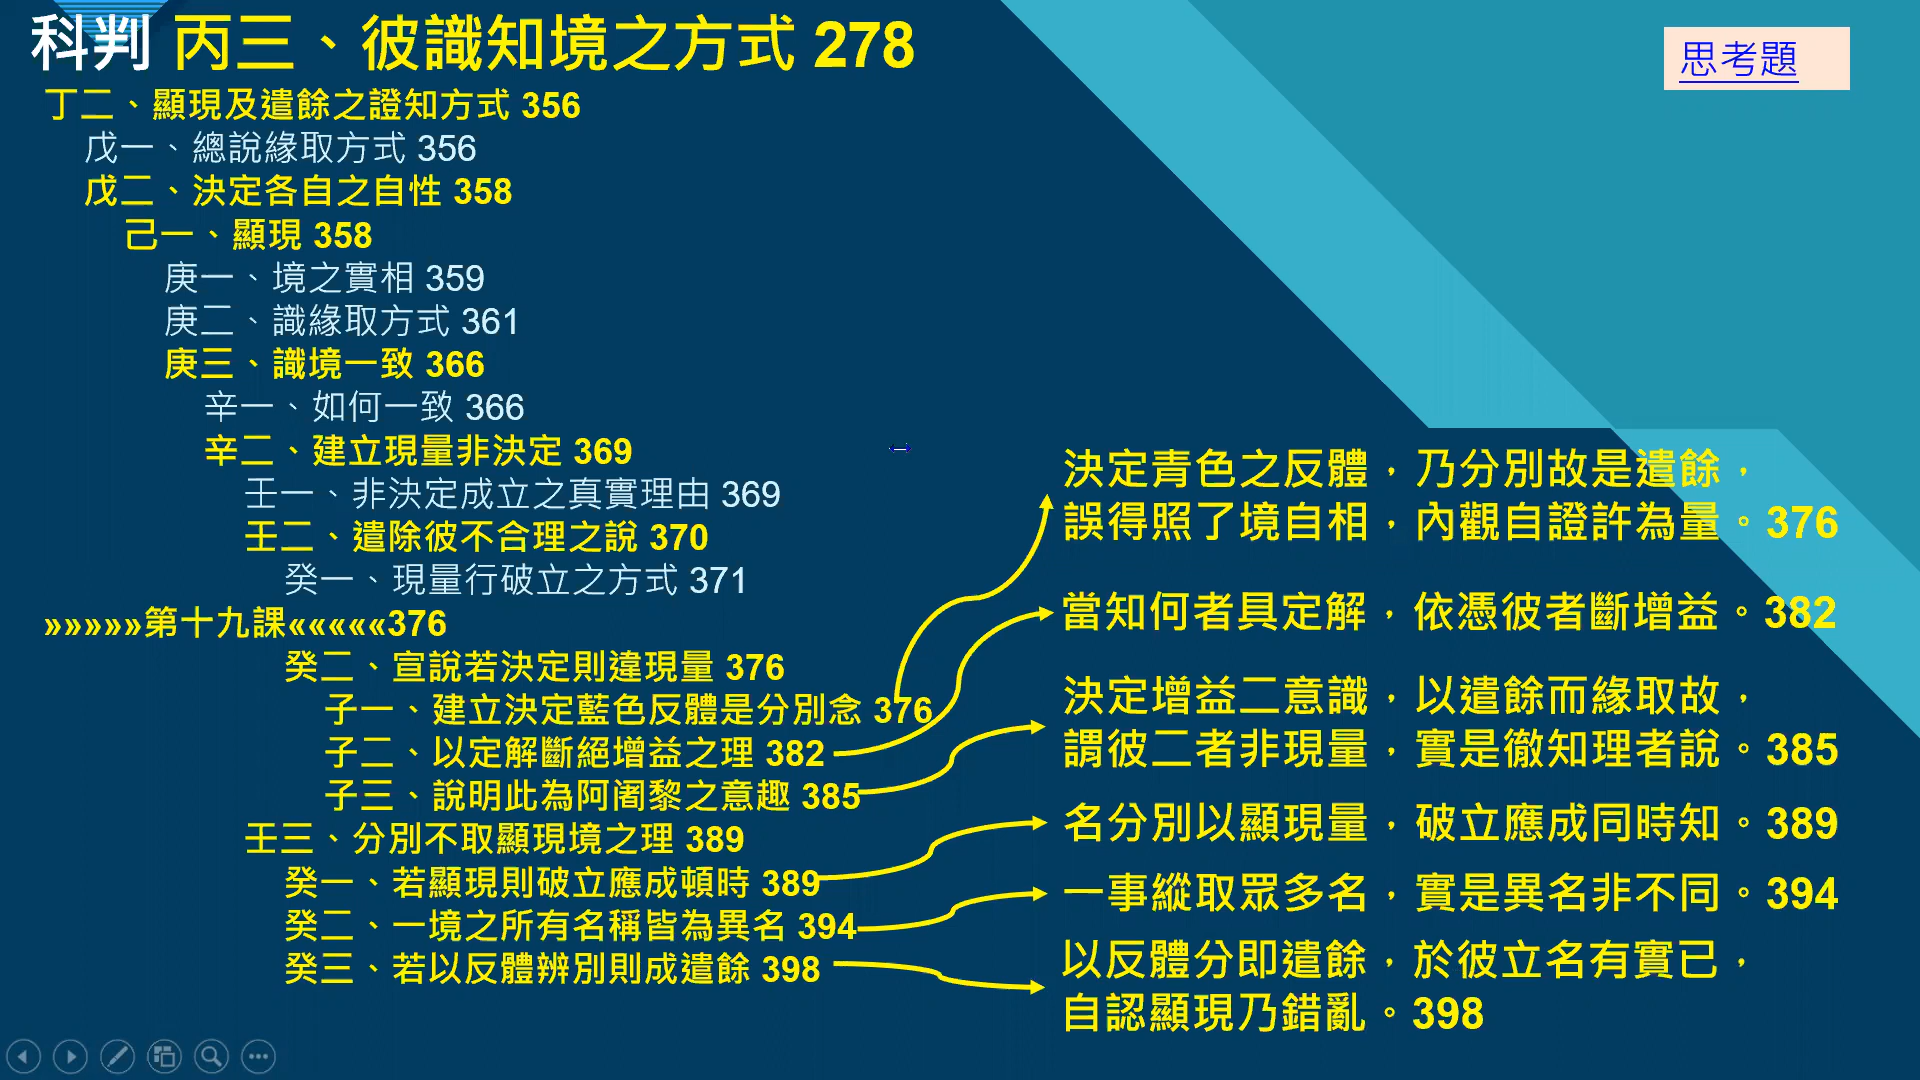 科判 丙三、彼識知境之方式 278
思考題
丁二、顯現及遣餘之證知方式 356
戊一、總說緣取方式 356
戊二、決定各自之自性 358
己一、顯現 358
庚一、境之實相 359
庚二、識緣取方式 361
庚三、識境一致 366
辛一、如何一致 366
辛二、建立現量非決定 369
壬一、非決定成立之真實理由 369
壬二、遣除彼不合理之說 370
癸一、現量行破立之方式 371
»»»»»第十九課«««««376
癸二、宣說若決定則違現量 376
子一、建立決定藍色反體是分別念 376
子二、以定解斷絕增益之理 382
子三、說明此為阿阇黎之意趣 385
壬三、分別不取顯現境之理 389
癸一、若顯現則破立應成頓時 389
癸二、一境之所有名稱皆為異名 394
癸三、若以反體辨別則成遣餘 398
決定青色之反體，乃分別故是遣餘，
誤得照了境自相，內觀自證許為量。376
當知何者具定解，依憑彼者斷增益。382
決定增益二意識，以遣餘而緣取故，
謂彼二者非現量，實是徹知理者說。385
名分別以顯現量，破立應成同時知。389
一事縱取眾多名，實是異名非不同。394
以反體分即遣餘，於彼立名有實已，
自認顯現乃錯亂。398